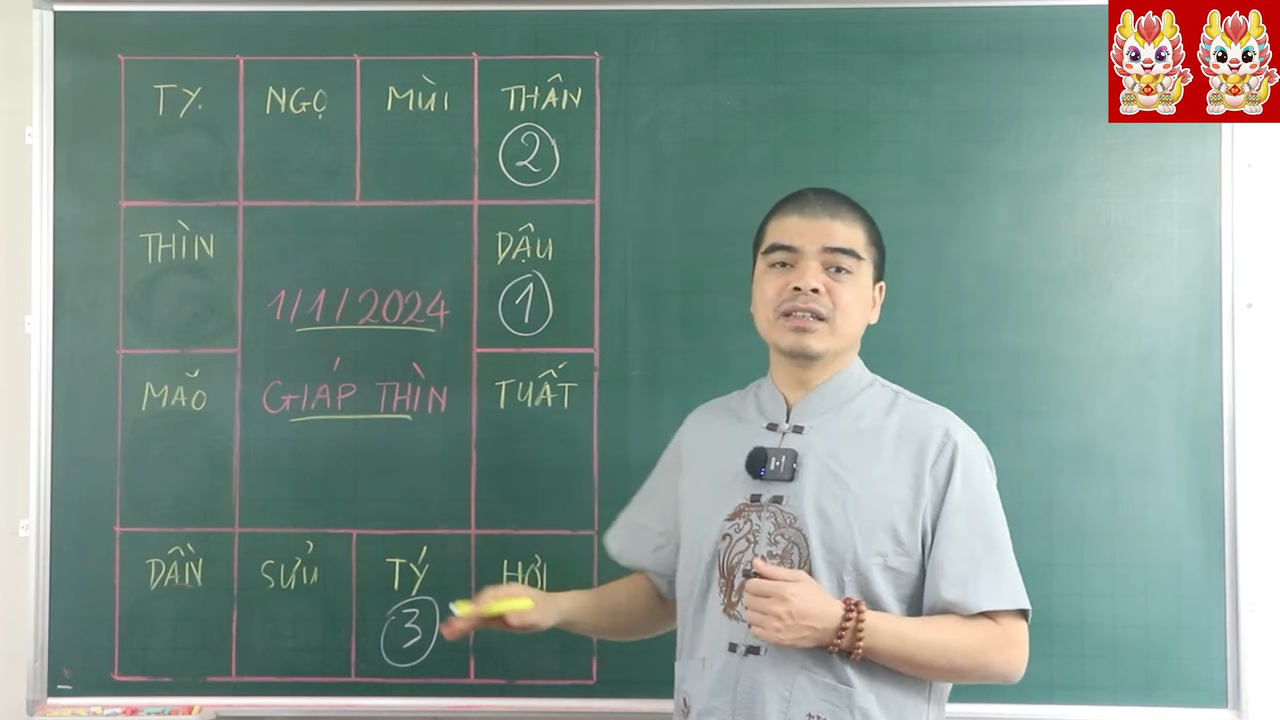 TỴ.
NGỌ
MÙI
THÂN
2
THÌN
DẬU
1
1/1/2024
MÃO
GIÁP THÌN
TUẤT
DẦN
SỬU
TÝ
HỢI
3